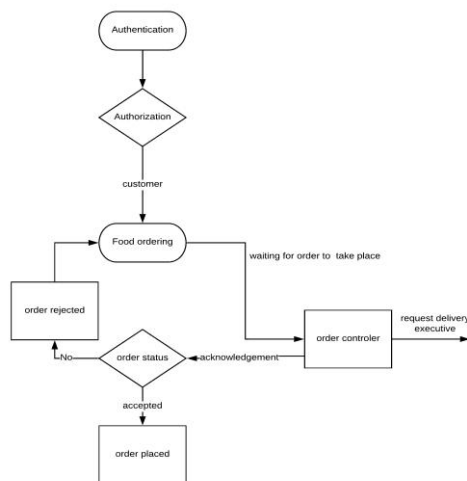 Authentication
Authorization
customer
Food ordering
waiting for order to take place
order rejected
order controler
request delivery
executive
No
order status
acknowledgement
accepted
order placed